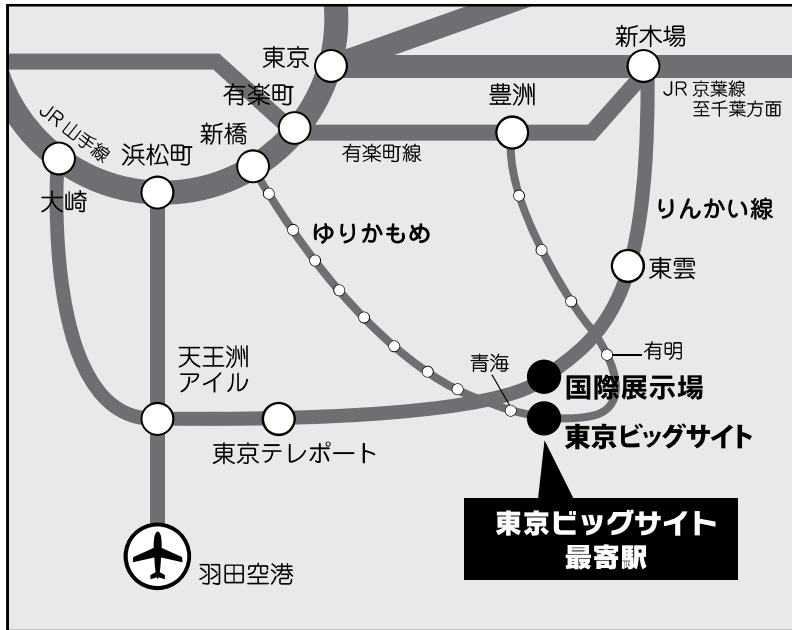 新木場
東京
JR 京葉線
至千葉方面
有楽町
豊洲
新橋
有楽町線
JR 山手線
浜松町
大崎
りんかい線
ゆりかもめ
東雲
天王洲
アイル
青海
有明
国際展示場
東京ビッグサイト
東京テレポート
東京ビッグサイト
最寄駅
羽田空港